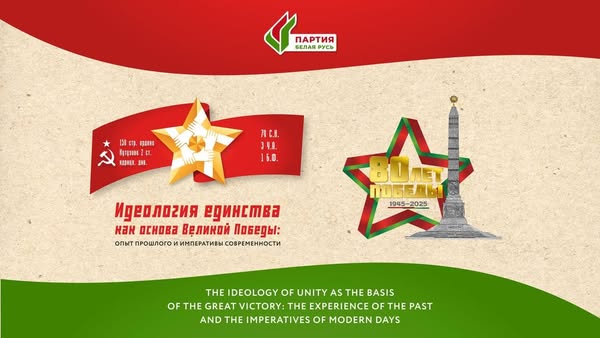 ПАРТИЯ
БЕЛАЯ РУСЬ
150 стр. ордена
Кутузова 2 ст.
идрицк. див.
79 С.К.
3 У.А.
1 Б.Ф.
80 ЛЕТ
ПОБЕДЫ
1945–2025
Идеология единства
как основа Великой Победы:
ОПЫТ ПРОШЛОГО И ИМПЕРАТИВЫ СОВРЕМЕННОСТИ
THE IDEOLOGY OF UNITY AS THE BASIS
OF THE GREAT VICTORY: THE EXPERIENCE OF THE PAST
AND THE IMPERATIVES OF MODERN DAYS